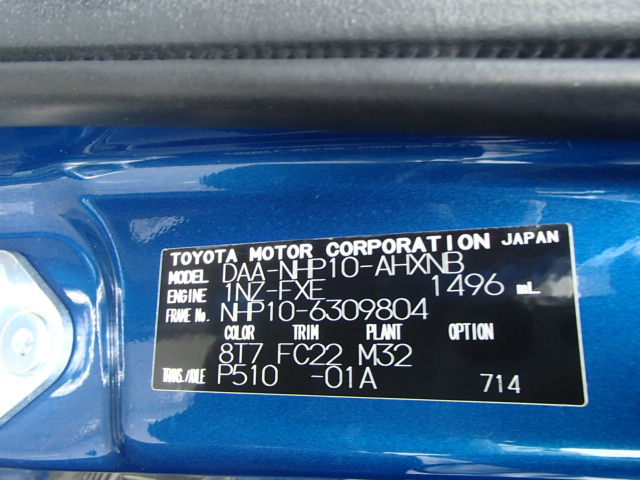 TOYOTA MOTOR CORPORATION JAPAN
MODEL DAA-NHP10-AHXNB
ENGINE 1NZ-FXE 1496 mL
FRAME No. NHP10-6309804
COLOR TRIM PLANT OPTION
8T7 FC22 M32
TRANS./AXLE P510 -01A 714